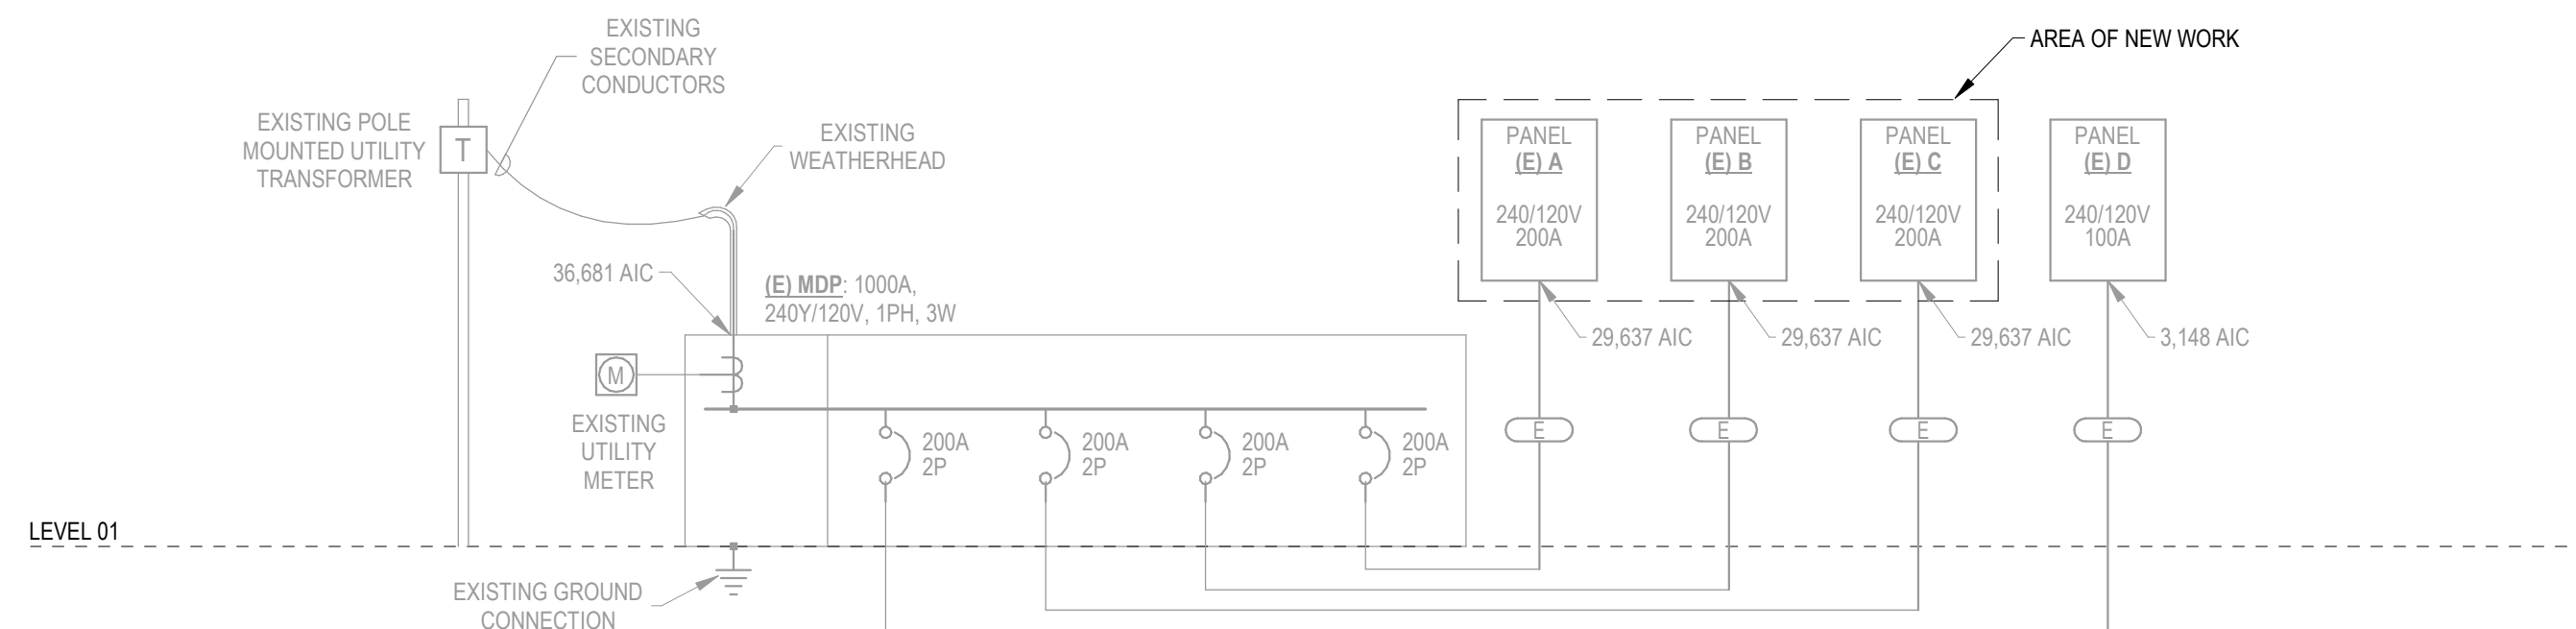 EXISTING
SECONDARY
CONDUCTORS
AREA OF NEW WORK
EXISTING POLE
MOUNTED UTILITY
TRANSFORMER
T
EXISTING
WEATHERHEAD
PANEL
(E) A
240/120V
200A
PANEL
(E) B
240/120V
200A
PANEL
(E) C
240/120V
200A
PANEL
(E) D
240/120V
100A
36,681 AIC
(E) MDP: 1000A,
240Y/120V, 1PH, 3W
29,637 AIC
29,637 AIC
29,637 AIC
3,148 AIC
M
EXISTING
UTILITY
METER
200A
2P
200A
2P
200A
2P
200A
2P
E
E
E
E
LEVEL 01
EXISTING GROUND
CONNECTION